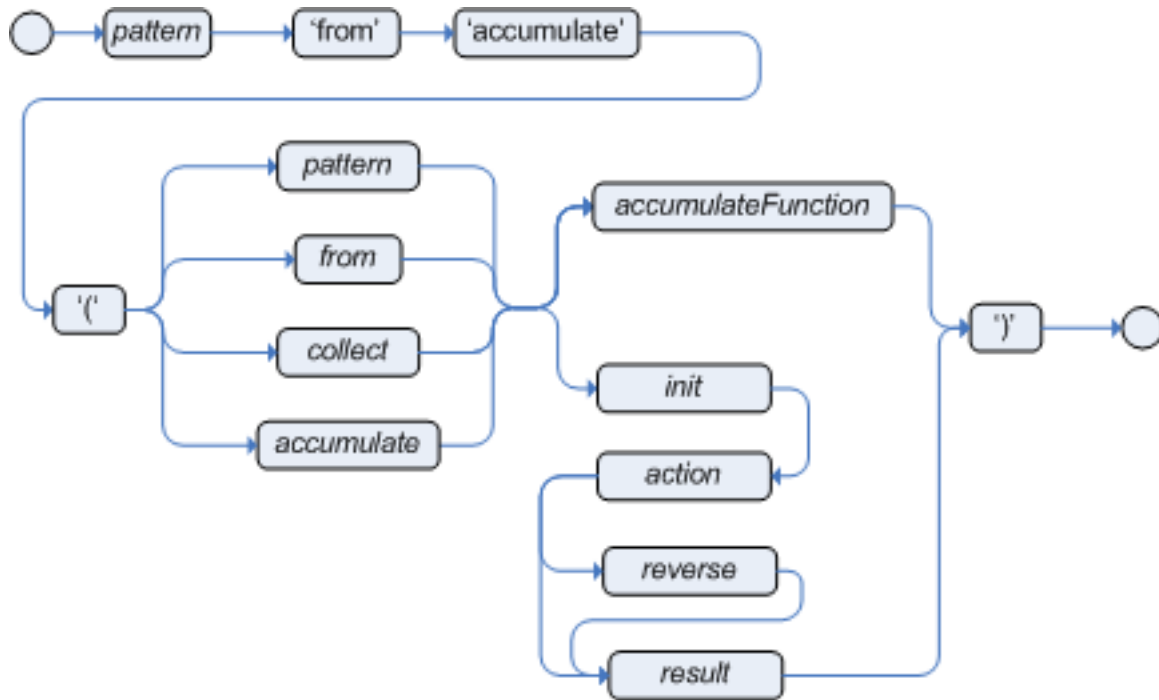 pattern
‘from’
‘accumulate’
pattern
accumulateFunction
from
‘(‘
‘)’
collect
init
accumulate
action
reverse
result